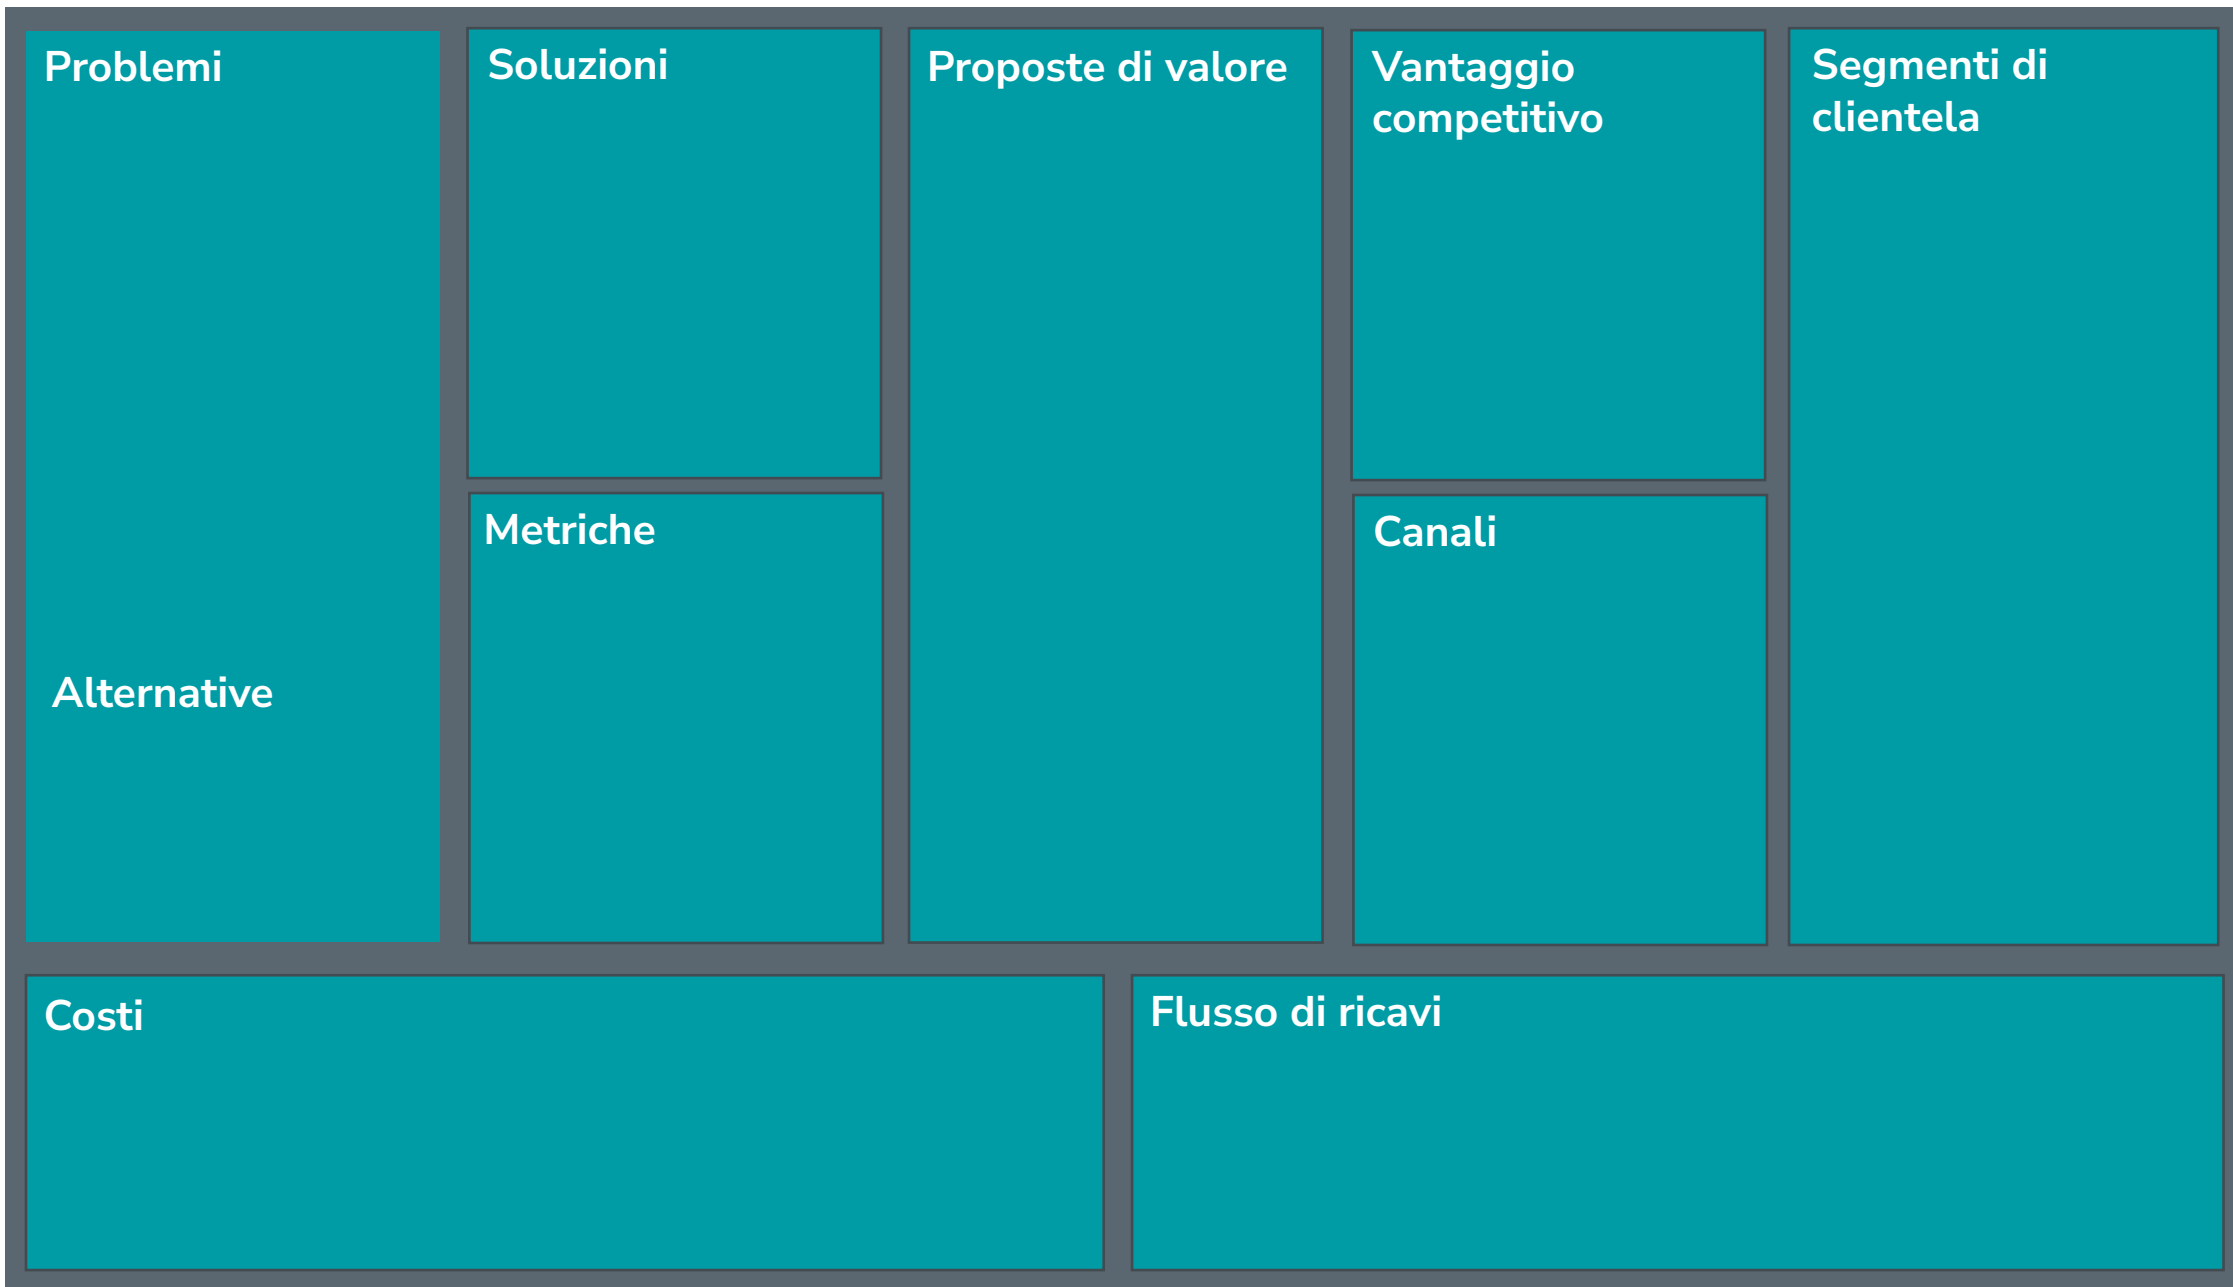 Problemi
Alternative
Soluzioni
Metriche
Proposte di valore
Vantaggio
competitivo
Canali
Segmenti di
clientela
Costi
Flusso di ricavi